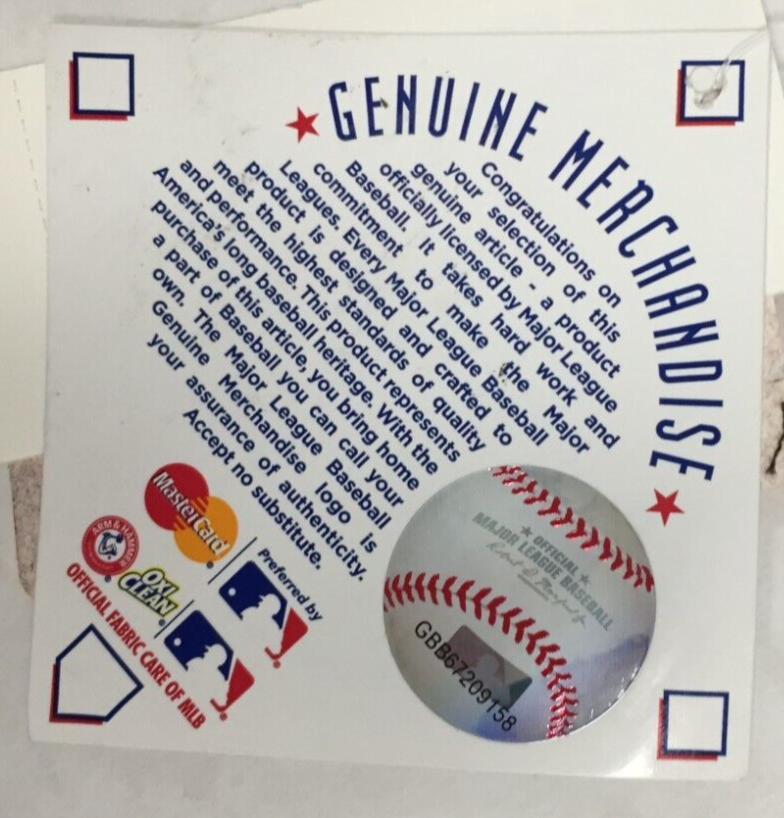 GENUINE MERCHANDISE
Congratulations on
your selection of this
genuine article - a product
officially licensed by Major League
Baseball. It takes hard work and
commitment to make the Major
Leagues. Every Major League Baseball
product is designed and crafted to
meet the highest standards of quality
and performance. This product represents
America's long baseball heritage. With the
purchase of this article, you bring home
a part of Baseball you can call your
own. The Major League Baseball
Genuine Merchandise logo is
your assurance of authenticity.
Accept no substitute.
MasterCard
Preferred by
ARM & HAMMER
OXI
CLEAN
OFFICIAL FABRIC CARE OF MLB
OFFICIAL
MAJOR LEAGUE BASEBALL
GBB67209158